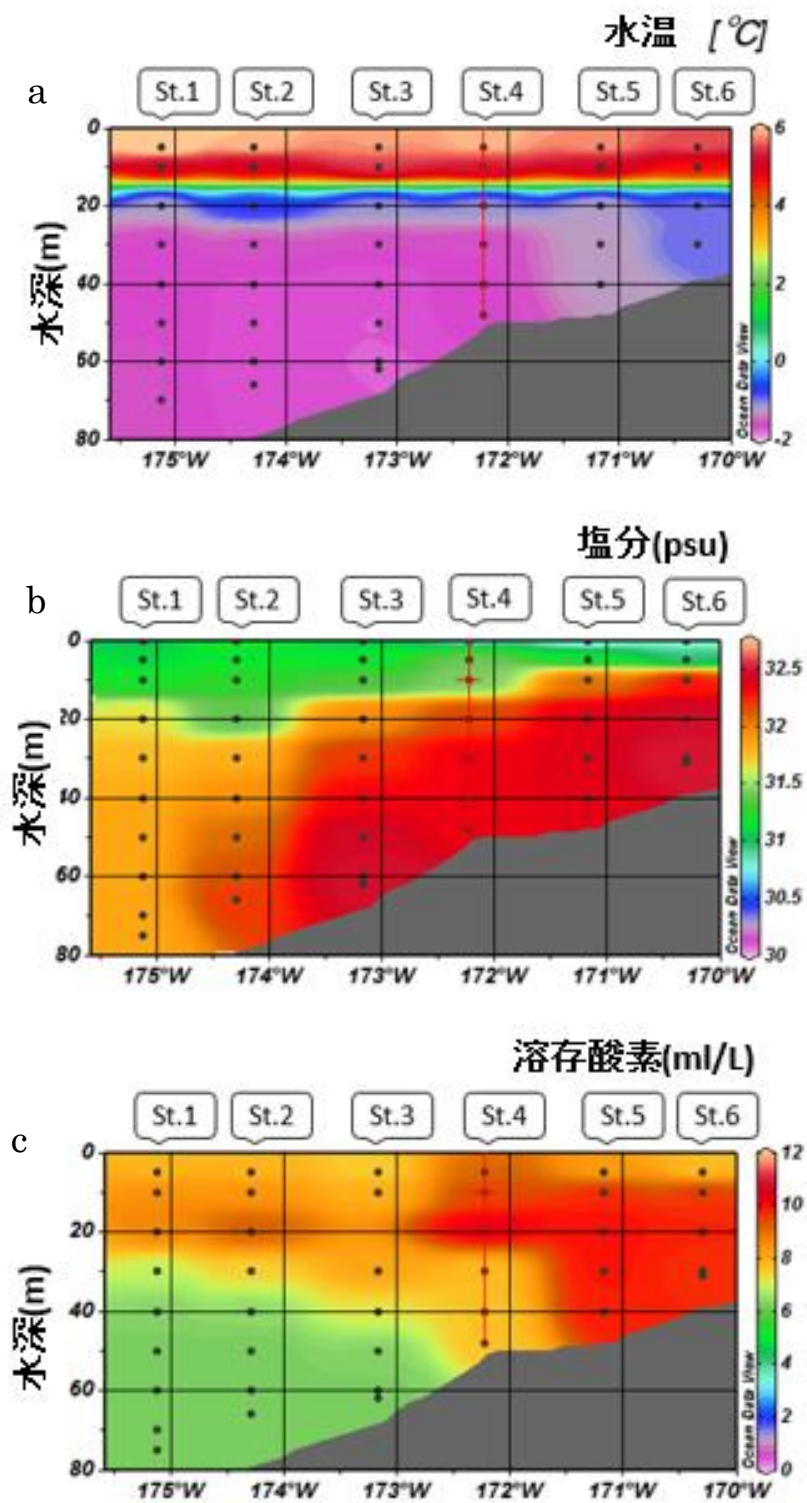 水温 [℃]
a
St.1 St.2 St.3 St.4 St.5 St.6
0 6
20 4
40 2
60 0
80 -2
水深(m)
Ocean Data View
175°W 174°W 173°W 172°W 171°W 170°W
塩分(psu)
b
St.1 St.2 St.3 St.4 St.5 St.6
0 32.5
20 32
40 31.5
60 31
80 30.5
30
水深(m)
Ocean Data View
175°W 174°W 173°W 172°W 171°W 170°W
溶存酸素(ml/L)
c
St.1 St.2 St.3 St.4 St.5 St.6
0 12
20 10
40 8
60 6
80 4
2
0
水深(m)
Ocean Data View
175°W 174°W 173°W 172°W 171°W 170°W